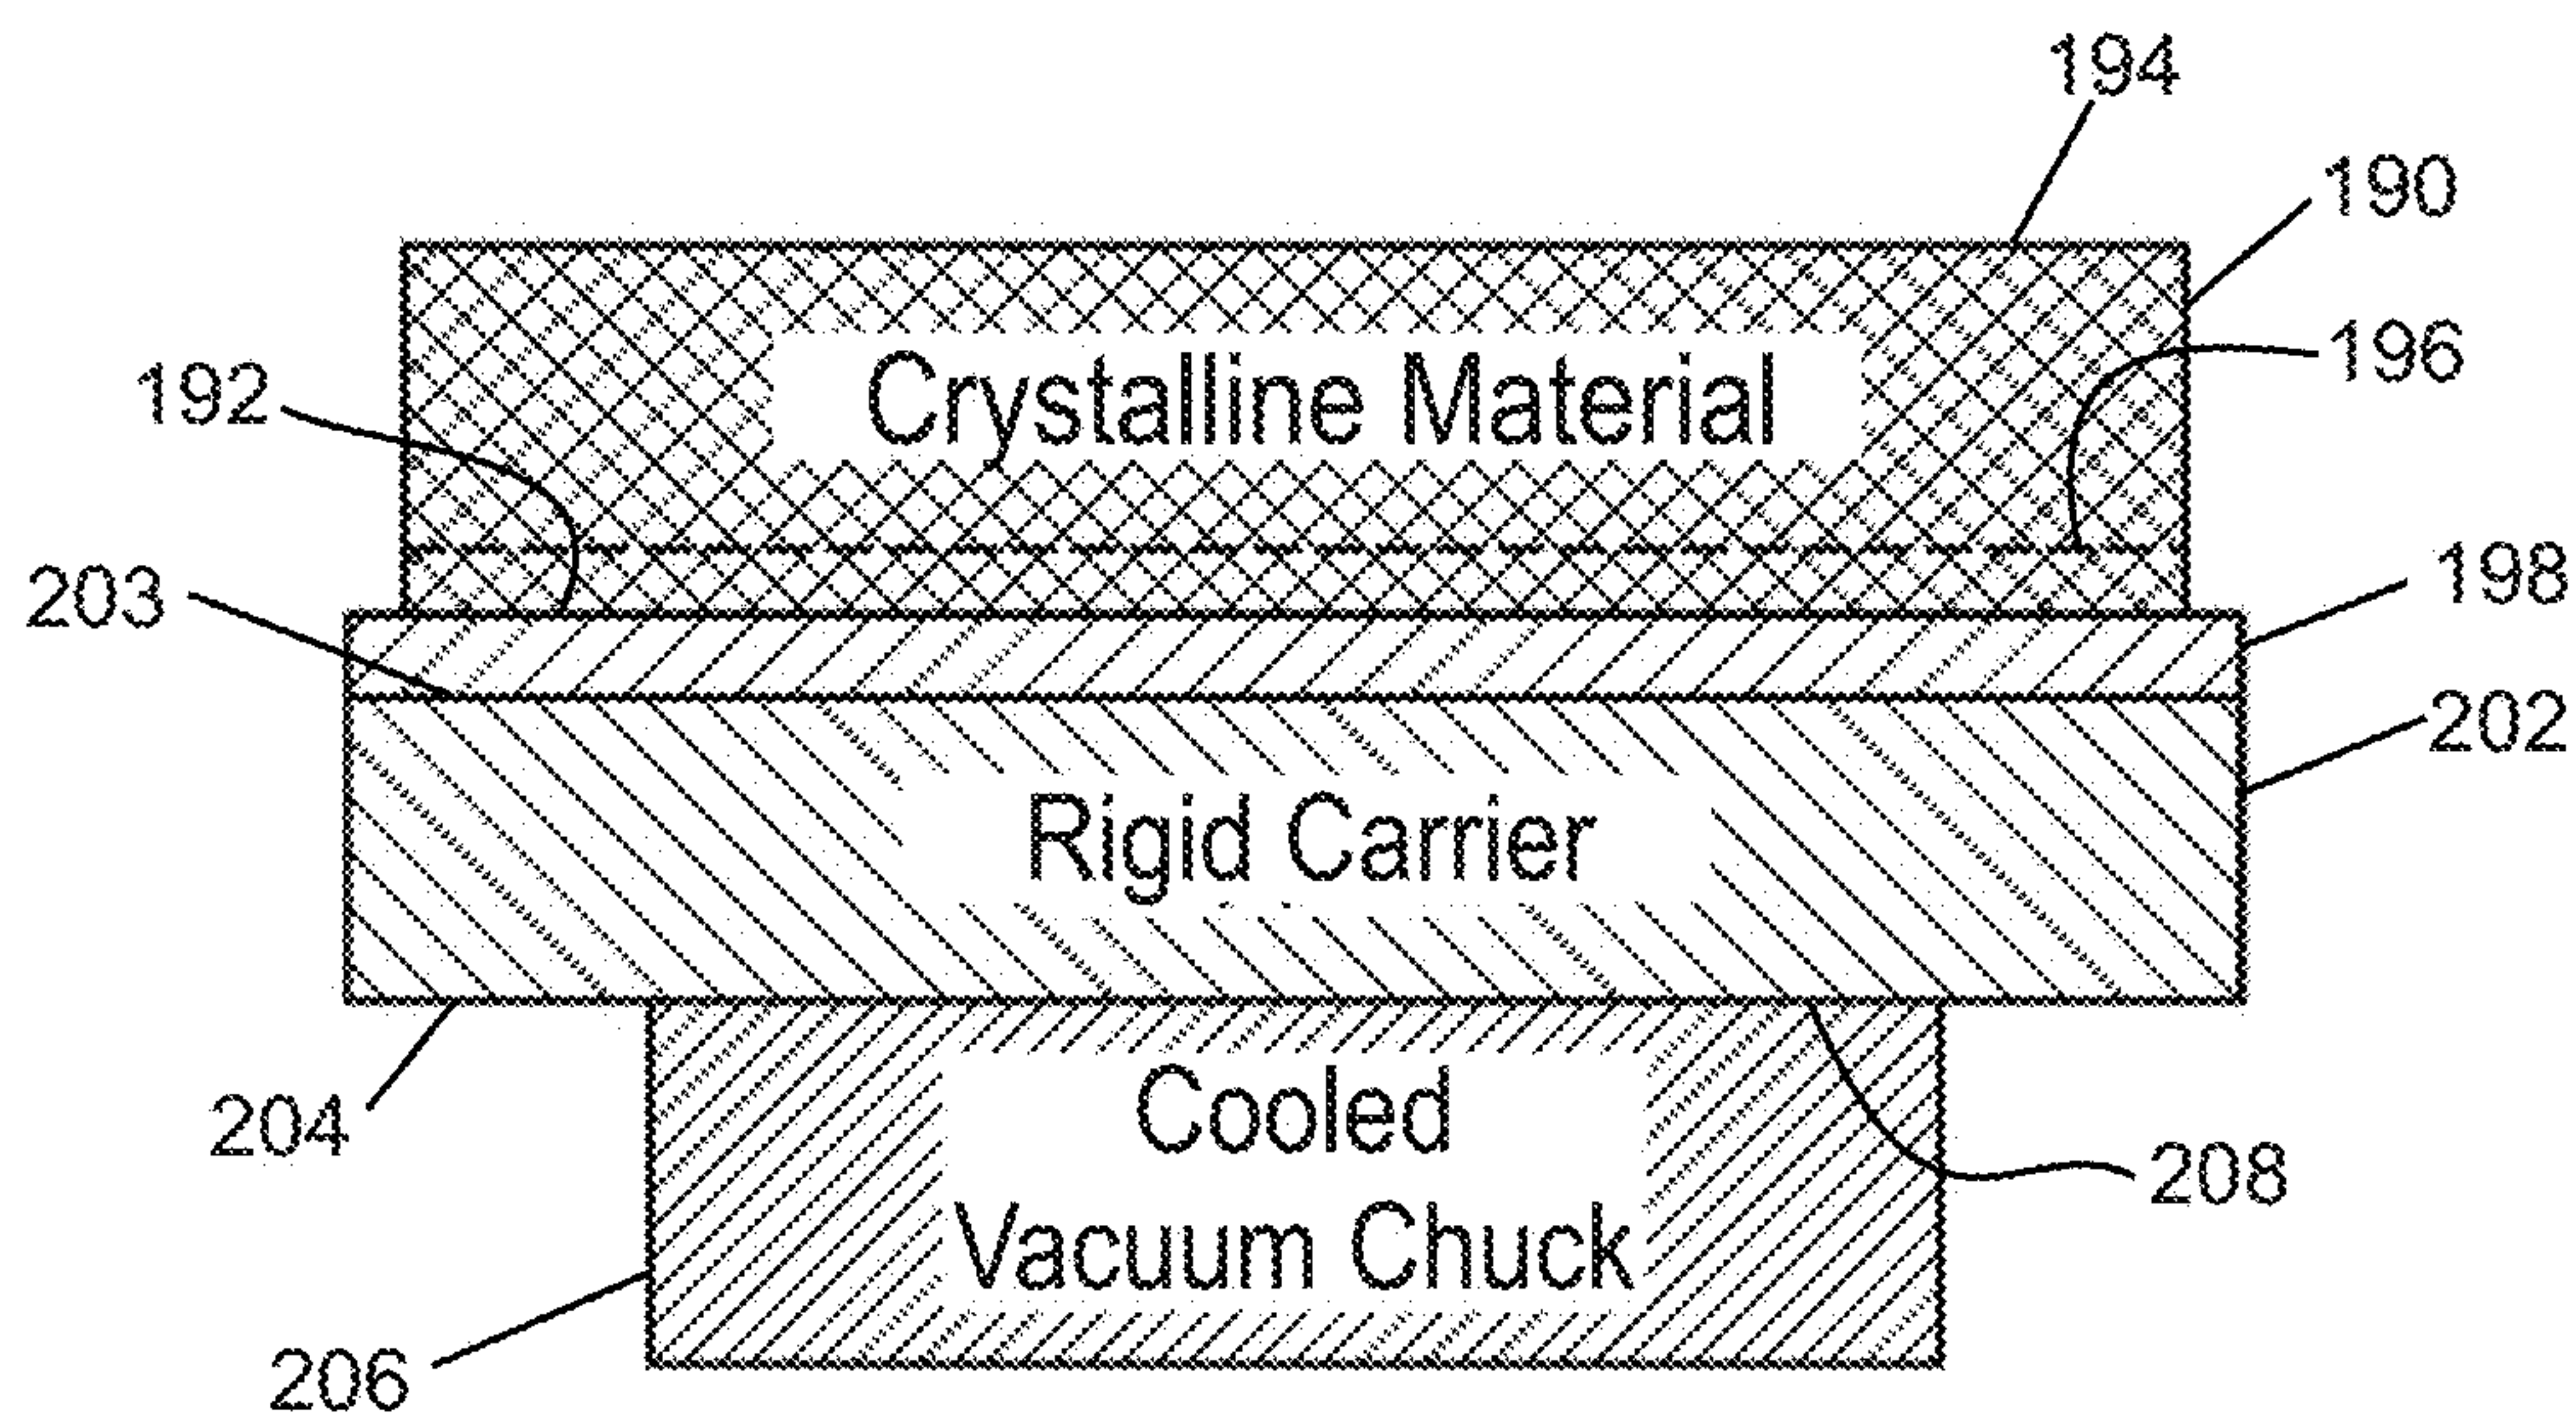 194
190
196
Crystalline Material
192
198
203
202
Rigid Carrier
204
Cooled
208
Vacuum Chuck
206